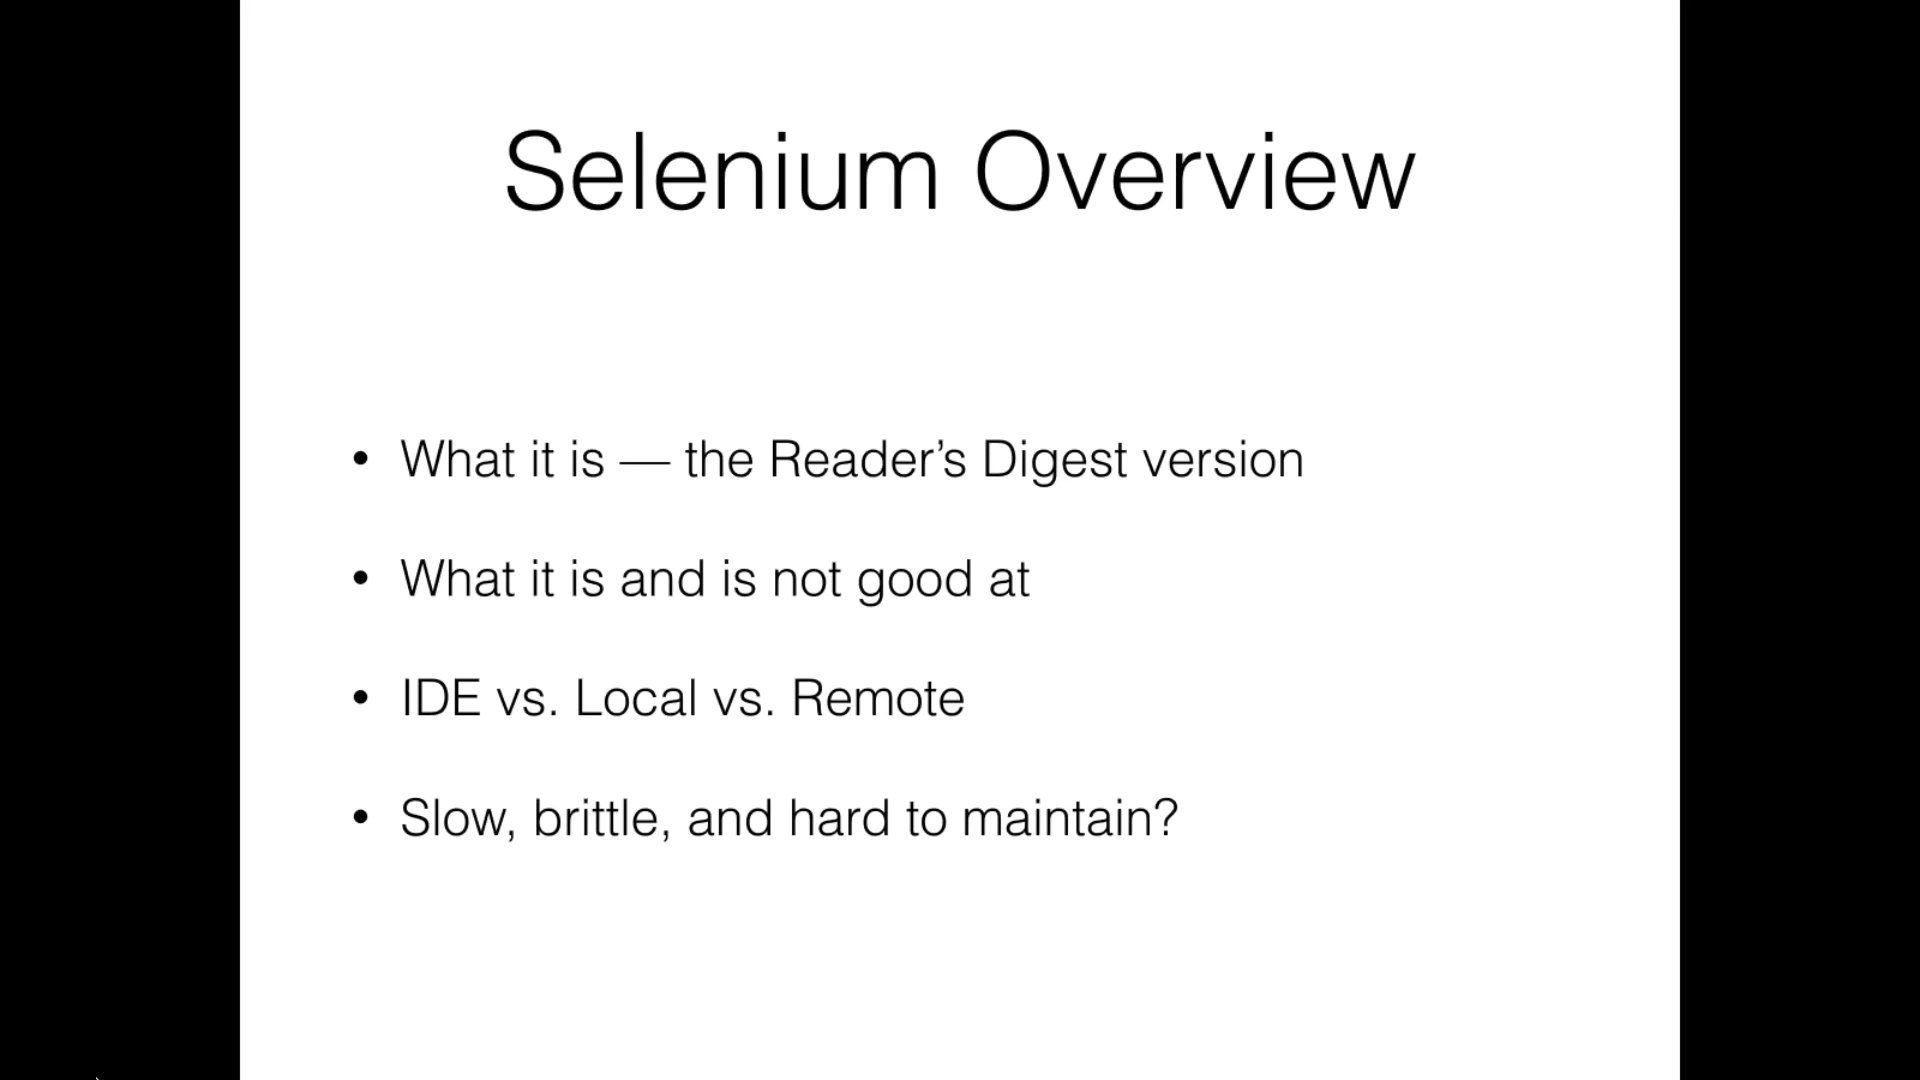 Selenium Overview
• What it is — the Reader’s Digest version
• What it is and is not good at
• IDE vs. Local vs. Remote
• Slow, brittle, and hard to maintain?